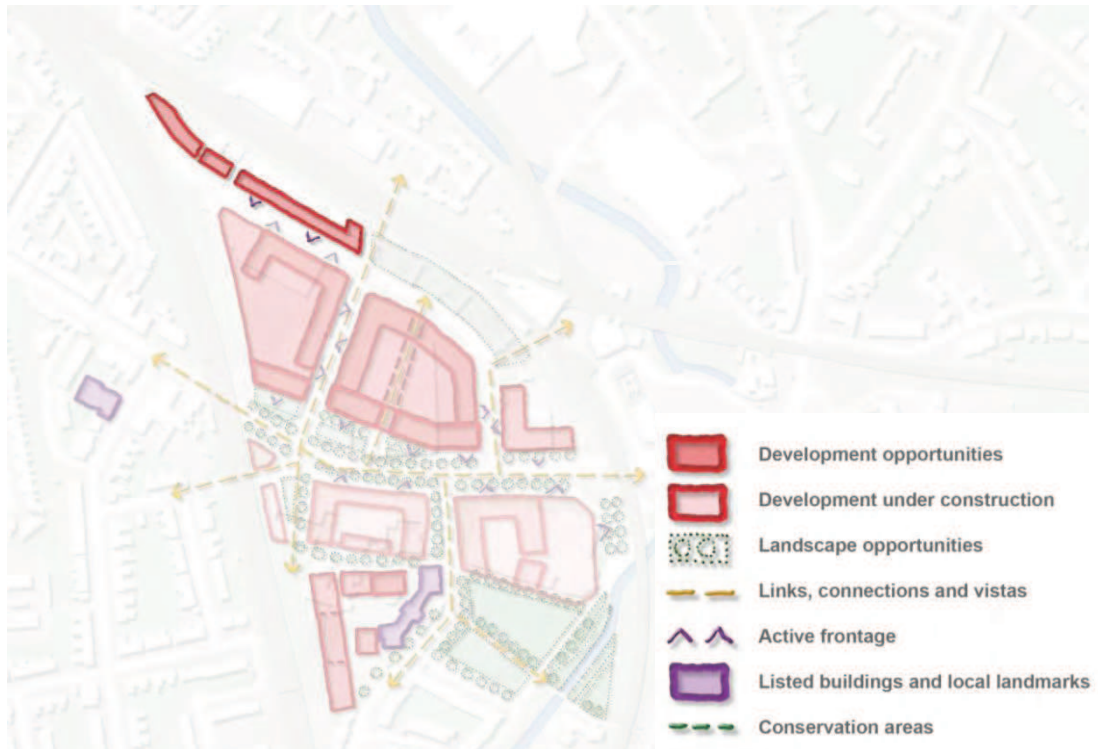 Development opportunities
Development under construction
Landscape opportunities
Links, connections and vistas
Active frontage
Listed buildings and local landmarks
Conservation areas